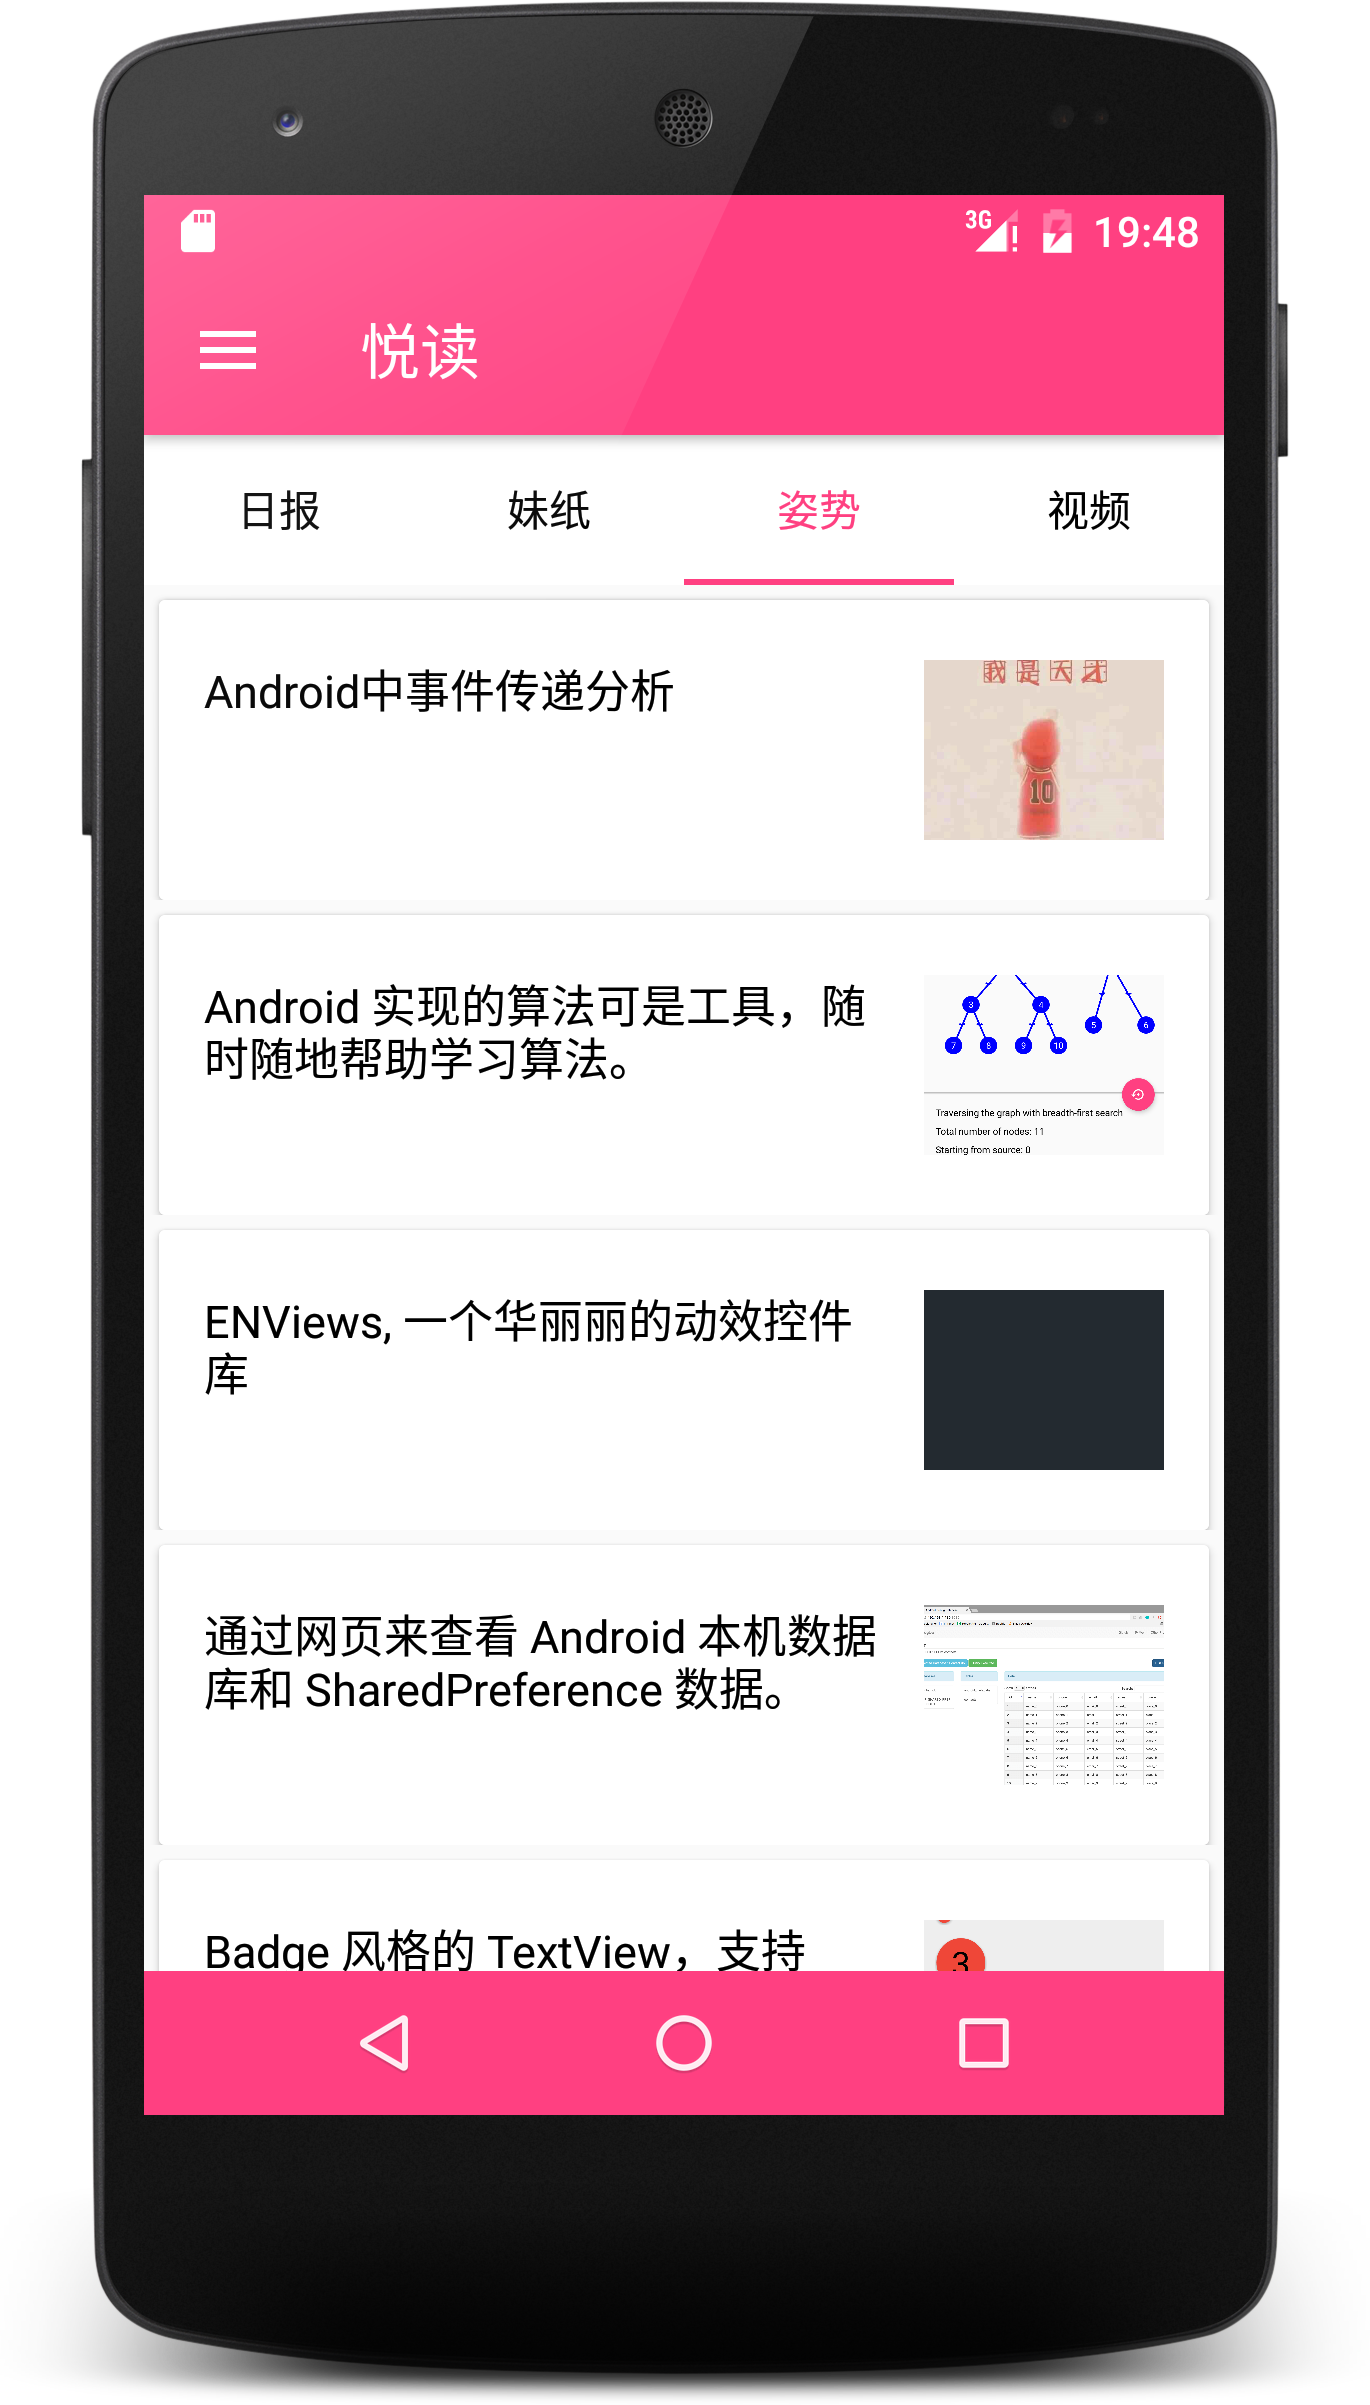 3G 19:48
悦读
日报 妹纸 姿势 视频
Android中事件传递分析
我是天才
10
Android 实现的算法可是工具，随
时随地帮助学习算法。
3 4 5 6
7 8 9 10
Traversing the graph with breadth-first search
Total number of nodes: 11
Starting from source: 0
ENViews, 一个华丽丽的动效控件
库
通过网页来查看 Android 本机数据
库和 SharedPreference 数据。
Badge 风格的 TextView，支持
3